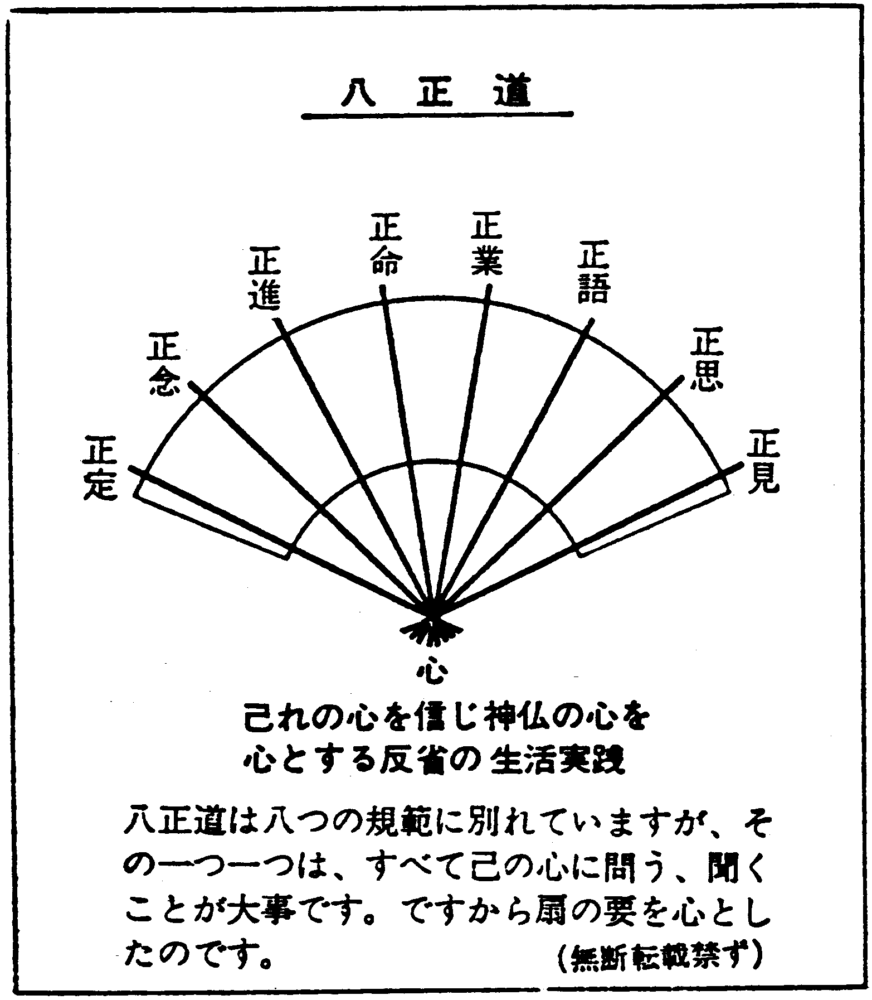 八正道
正見
正思
正語
正業
正命
正進
正念
正定
心
己れの心を信じ神仏の心を
心とする反省の生活実践
八正道は八つの規範に別れていますが、そ
の一つ一つは、すべて己の心に問う、聞く
ことが大事です。ですから扇の要を心とし
たのです。
(無断転載禁ず)